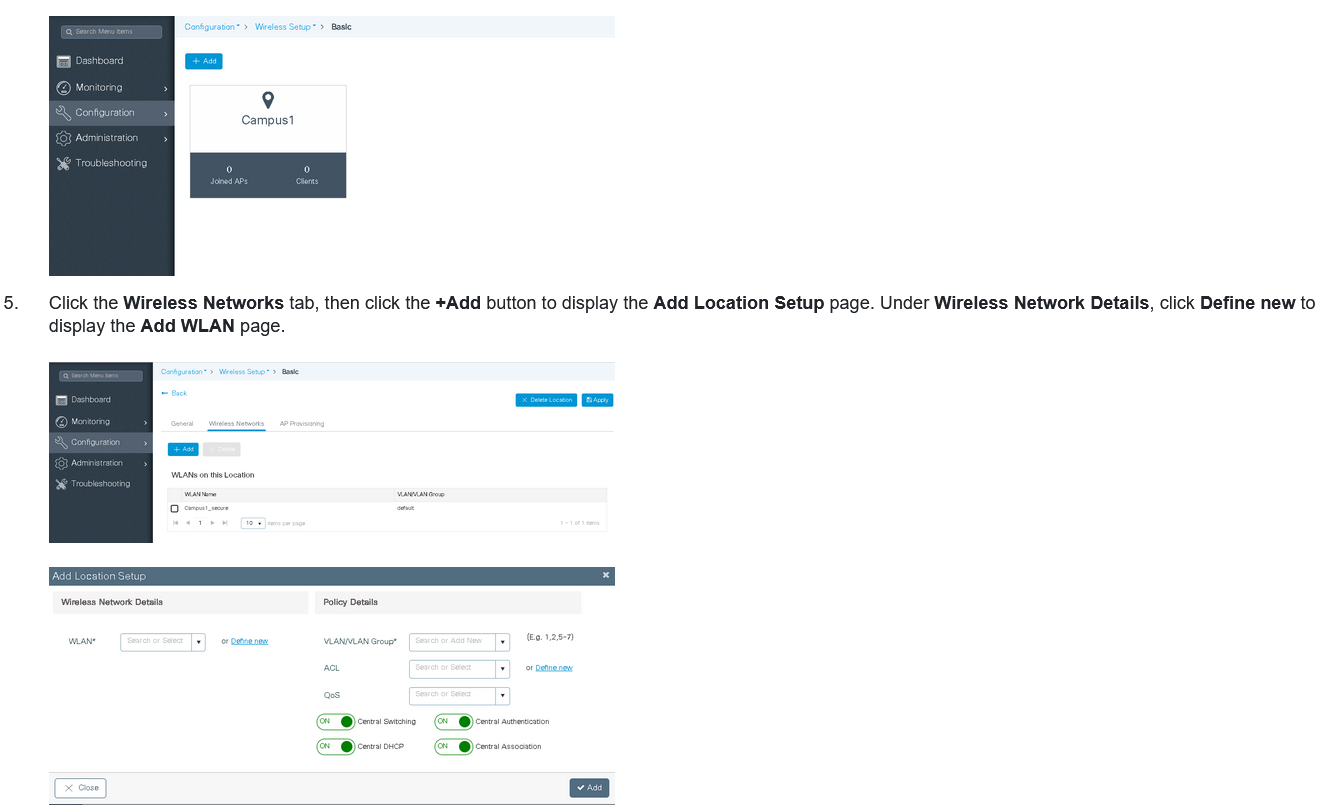 Search Menu Items
Configuration > Wireless Setup > Basic
+ Add
Dashboard
Monitoring >
Configuration >
Administration >
Troubleshooting
Campus1
0 0
Joined APs Clients
5. Click the Wireless Networks tab, then click the +Add button to display the Add Location Setup page. Under Wireless Network Details, click Define new to
display the Add WLAN page.
Search Menu Items
Configuration > Wireless Setup > Basic
← Back
× Delete Location Apply
Dashboard
Monitoring >
Configuration >
Administration >
Troubleshooting
General Wireless Networks AP Provisioning
+ Add × Delete
WLANs on this Location
WLAN Name VLAN/VLAN Group
Campus1_secure default
1 10 items per page 1 - 1 of 1 items
Add Location Setup
Wireless Network Details Policy Details
WLAN* Search or Select or Define new
VLAN/VLAN Group* Search or Add New (E.g. 1,2,5-7)
ACL Search or Select or Define new
QoS Search or Select
ON Central Switching ON Central Authentication
ON Central DHCP ON Central Association
× Close ✔ Add